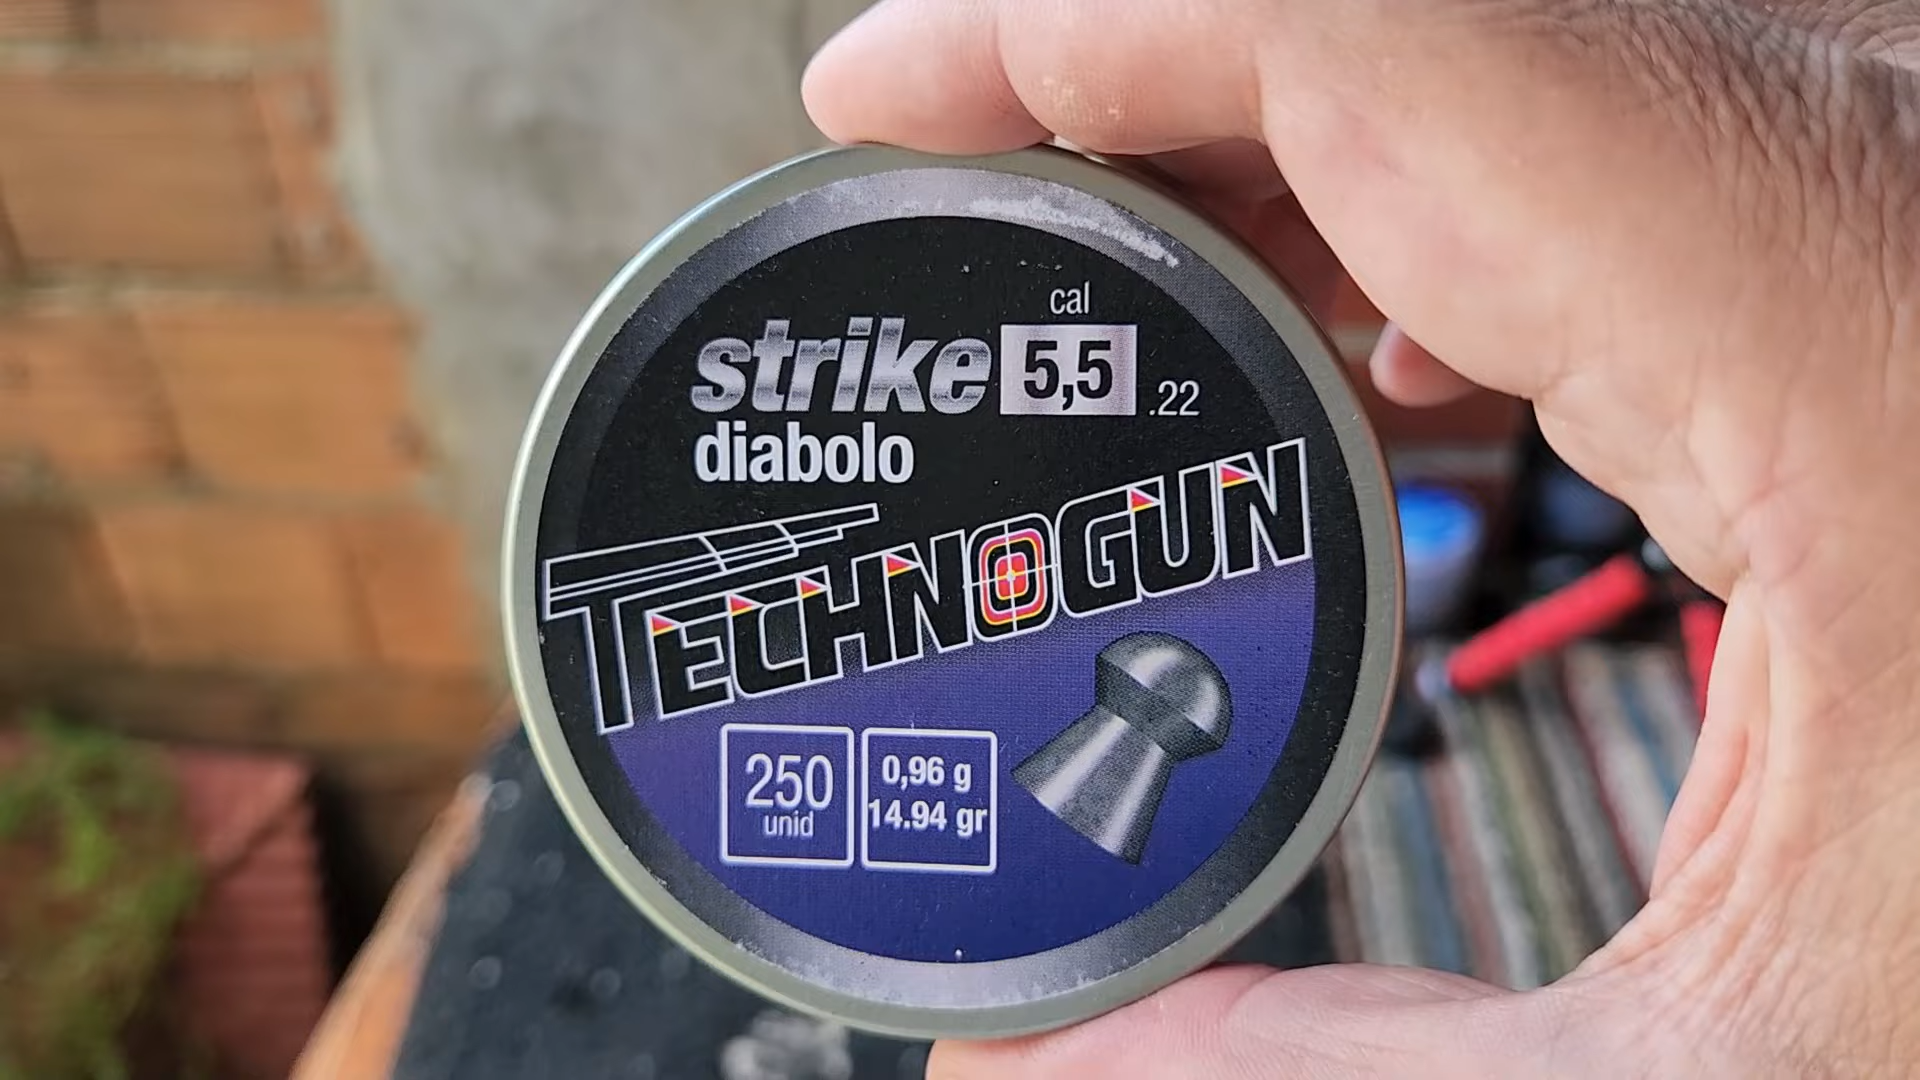 cal
strike 5,5 .22
diabolo
TECHNOGUN
250
unid
0,96 g
14.94 gr